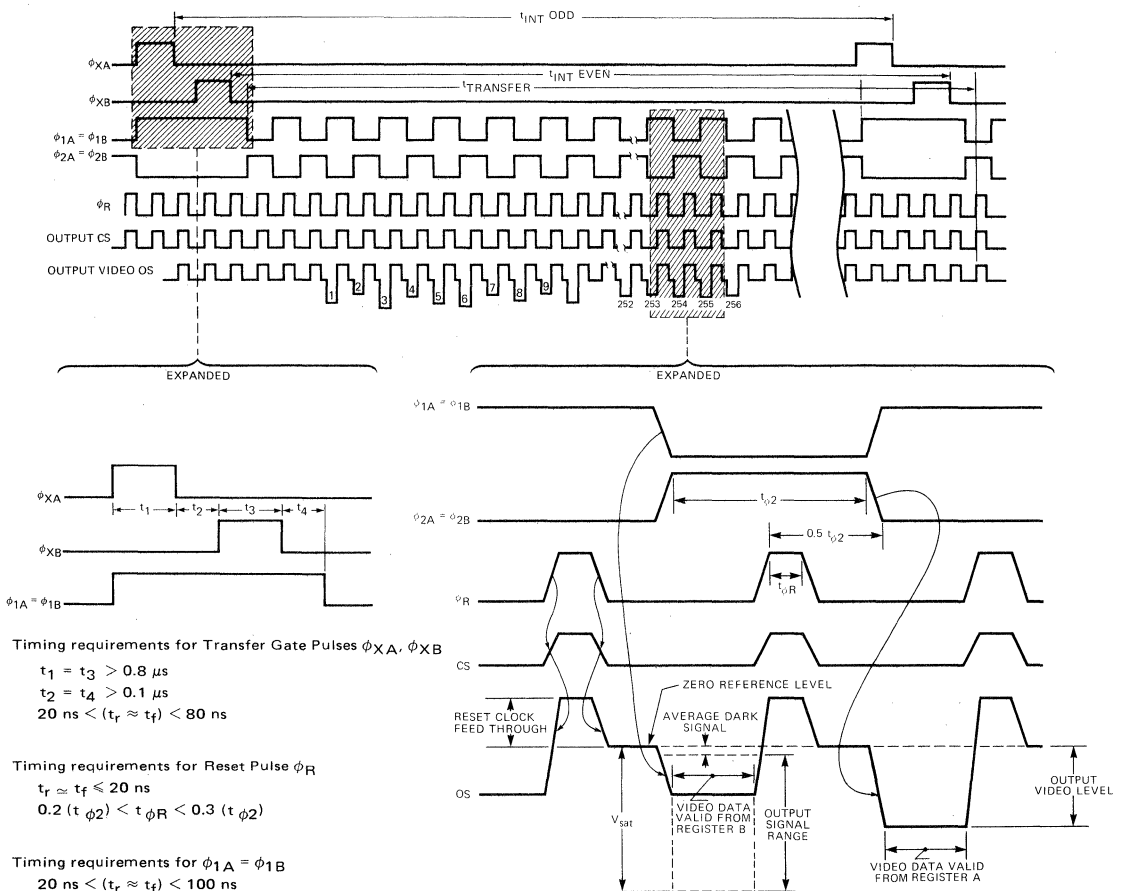 tINT ODD
ϕXA
tINT EVEN
tTRANSFER
ϕXB
ϕ1A = ϕ1B
ϕ2A = ϕ2B
ϕR
OUTPUT CS
OUTPUT VIDEO OS
1 2 3 4 5 6 7 8 9
252 253 254 255 256
EXPANDED
EXPANDED
ϕXA
t1 t2 t3 t4
ϕXB
ϕ1A = ϕ1B
Timing requirements for Transfer Gate Pulses ϕXA, ϕXB
t1 = t3 > 0.8 μs
t2 = t4 > 0.1 μs
20 ns < (tr ≈ tf) < 80 ns
Timing requirements for Reset Pulse ϕR
tr ≃ tf ⩽ 20 ns
0.2 (t ϕ2) < t ϕR < 0.3 (t ϕ2)
Timing requirements for ϕ1A = ϕ1B
20 ns < (tr ≈ tf) < 100 ns
ϕ1A = ϕ1B
tϕ2
ϕ2A = ϕ2B
0.5 tϕ2
tϕR
ϕR
CS
ZERO REFERENCE LEVEL
RESET CLOCK
FEED THROUGH
AVERAGE DARK
SIGNAL
OS
Vsat
VIDEO DATA
VALID FROM
REGISTER B
OUTPUT
SIGNAL
RANGE
OUTPUT
VIDEO LEVEL
VIDEO DATA VALID
FROM REGISTER A